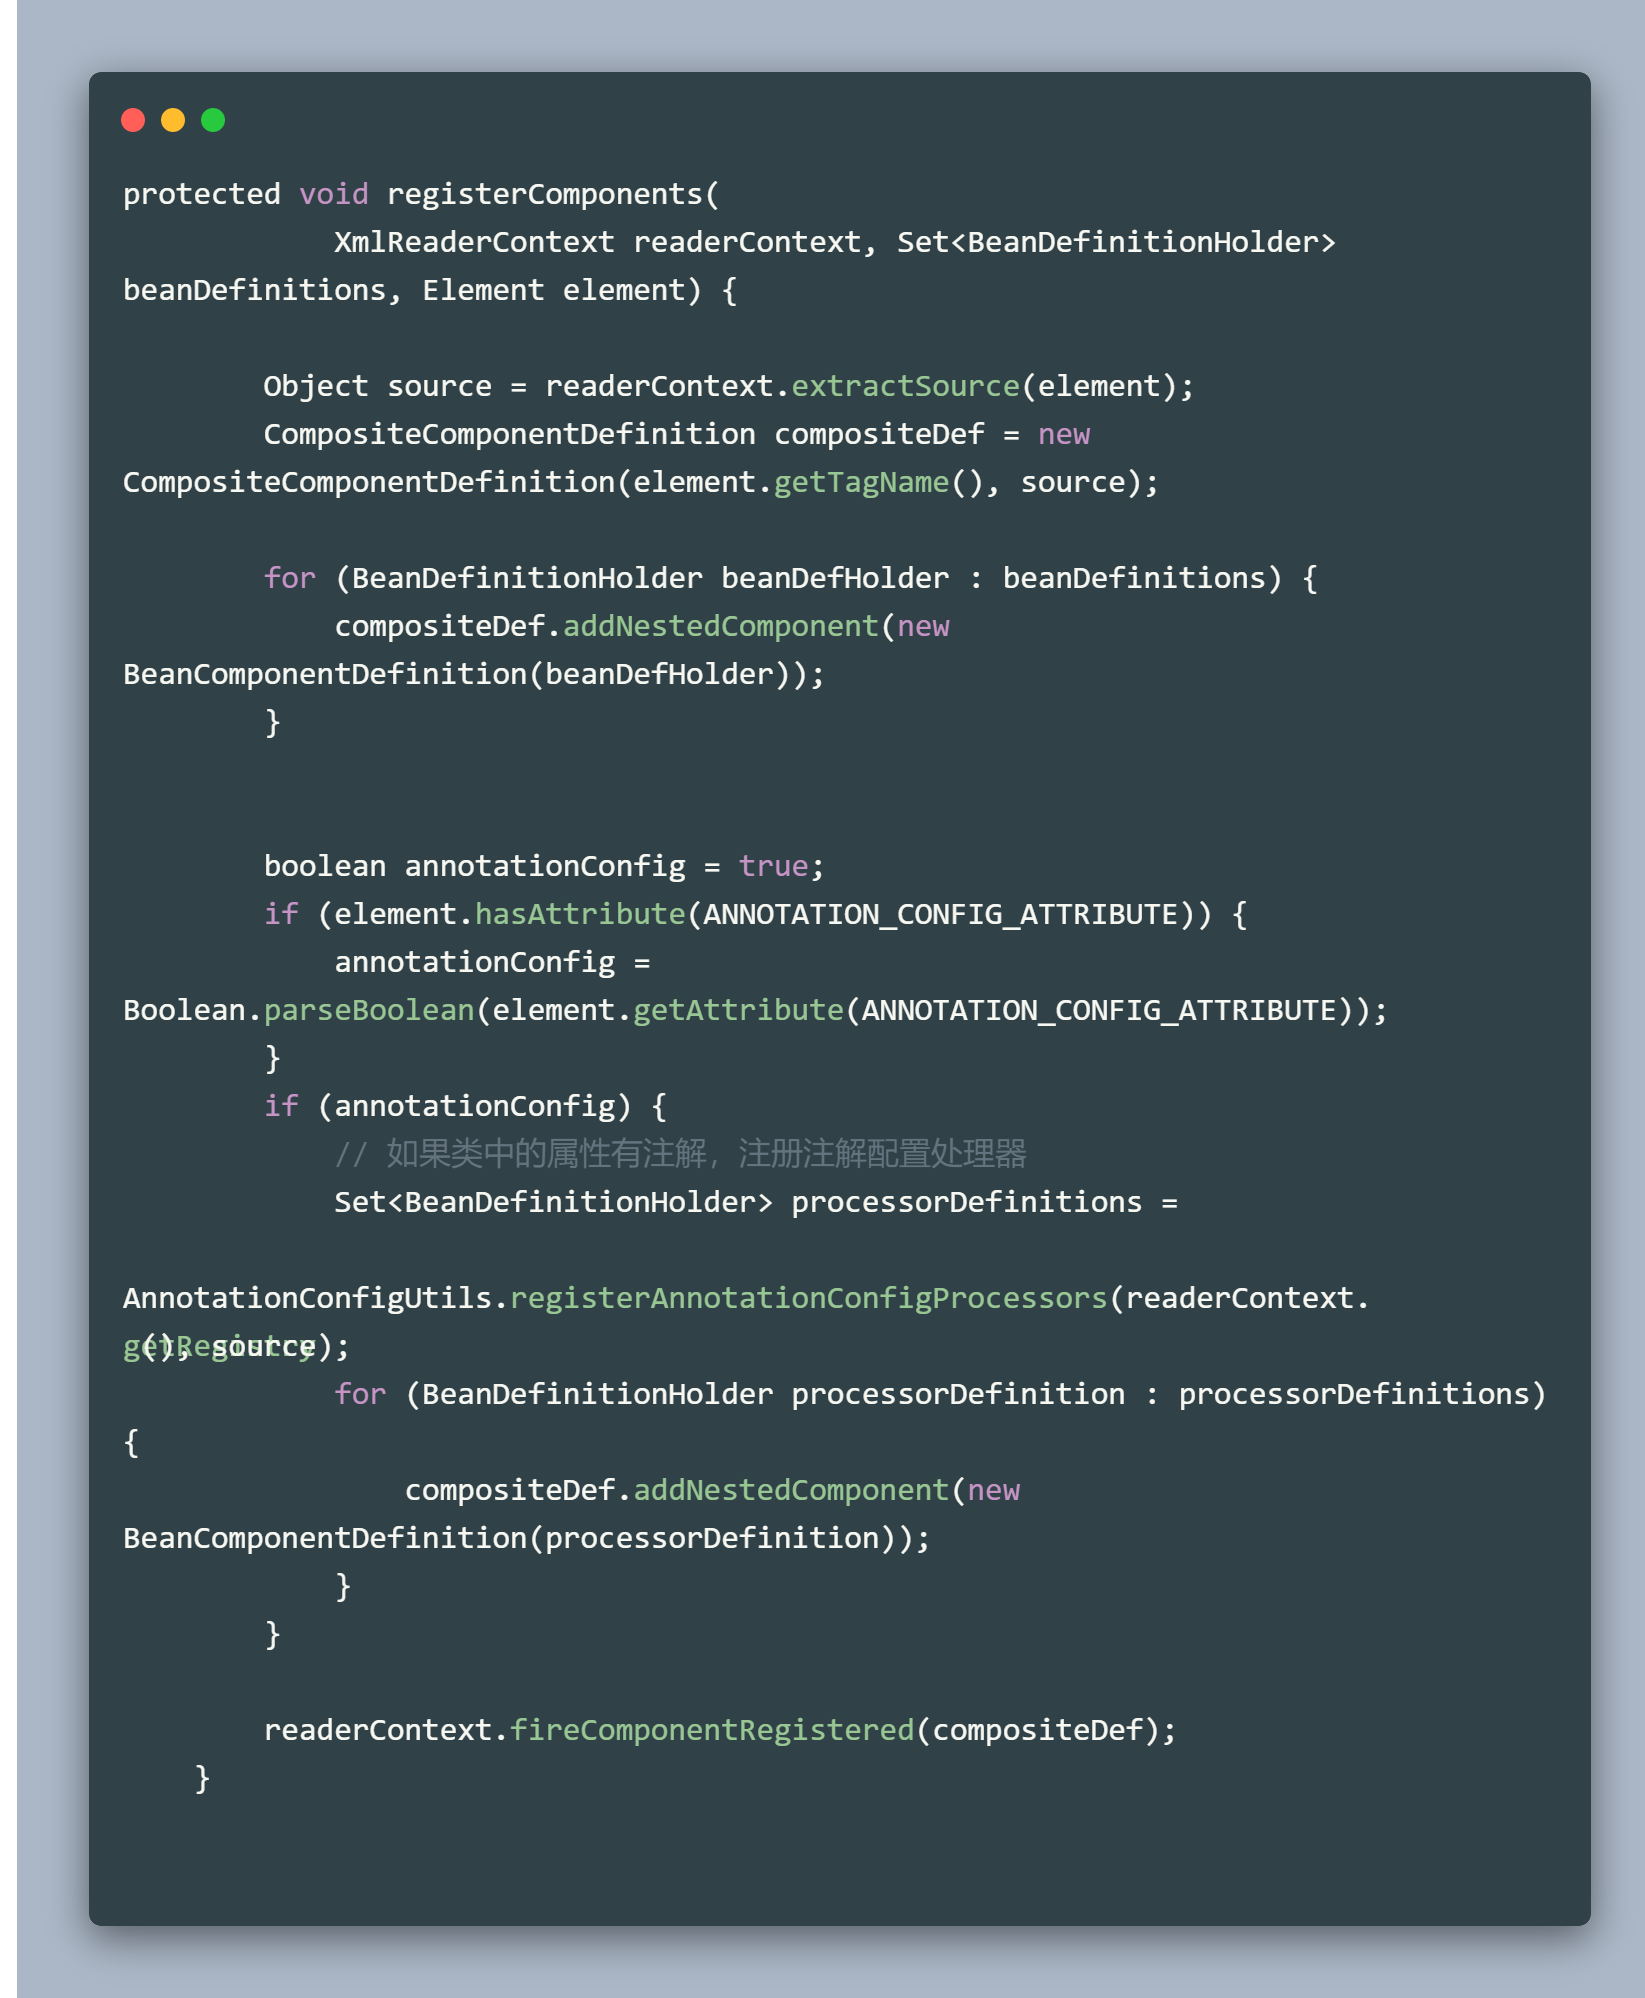 protected void registerComponents(
XmlReaderContext readerContext, Set<BeanDefinitionHolder>
beanDefinitions, Element element) {
Object source = readerContext.extractSource(element);
CompositeComponentDefinition compositeDef = new
CompositeComponentDefinition(element.getTagName(), source);
for (BeanDefinitionHolder beanDefHolder : beanDefinitions) {
compositeDef.addNestedComponent(new
BeanComponentDefinition(beanDefHolder));
}
boolean annotationConfig = true;
if (element.hasAttribute(ANNOTATION_CONFIG_ATTRIBUTE)) {
annotationConfig =
Boolean.parseBoolean(element.getAttribute(ANNOTATION_CONFIG_ATTRIBUTE));
}
if (annotationConfig) {
// 如果类中的属性有注解，注册注解配置处理器
Set<BeanDefinitionHolder> processorDefinitions =
AnnotationConfigUtils.registerAnnotationConfigProcessors(readerContext.
getRegistry(), source);
for (BeanDefinitionHolder processorDefinition : processorDefinitions)
{
compositeDef.addNestedComponent(new
BeanComponentDefinition(processorDefinition));
}
}
readerContext.fireComponentRegistered(compositeDef);
}